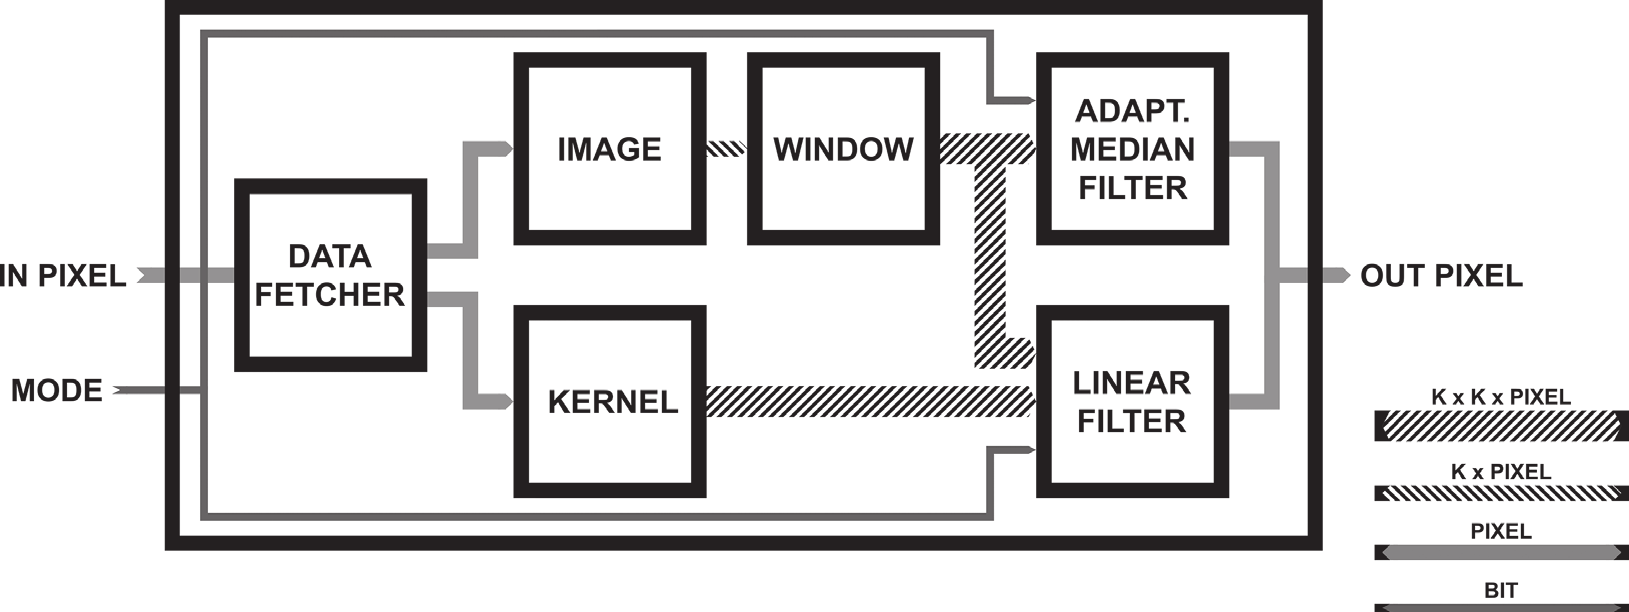 IMAGE
WINDOW
ADAPT.
MEDIAN
FILTER
DATA
FETCHER
IN PIXEL
OUT PIXEL
MODE
KERNEL
LINEAR
FILTER
K x K x PIXEL
K x PIXEL
PIXEL
BIT